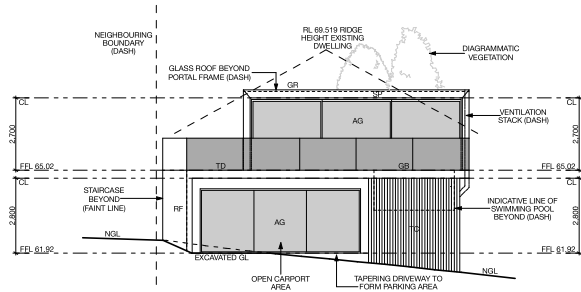 NEIGHBOURING
BOUNDARY
(DASH)
RL 69.519 RIDGE
HEIGHT EXISTING
DWELLING
DIAGRAMMATIC
VEGETATION
GLASS ROOF BEYOND
PORTAL FRAME (DASH)
GR
SP
CL
CL
2,700
AG
VENTILATION
STACK (DASH)
2,700
FFL 65.02
TD
GB
FFL 65.02
CL
CL
STAIRCASE
BEYOND
(FAINT LINE)
2,800
RF
AG
INDICATIVE LINE OF
SWIMMING POOL
BEYOND (DASH)
2,800
NGL
FFL 61.92
EXCAVATED GL
FFL 61.92
OPEN CARPORT
AREA
TAPERING DRIVEWAY TO
FORM PARKING AREA
NGL